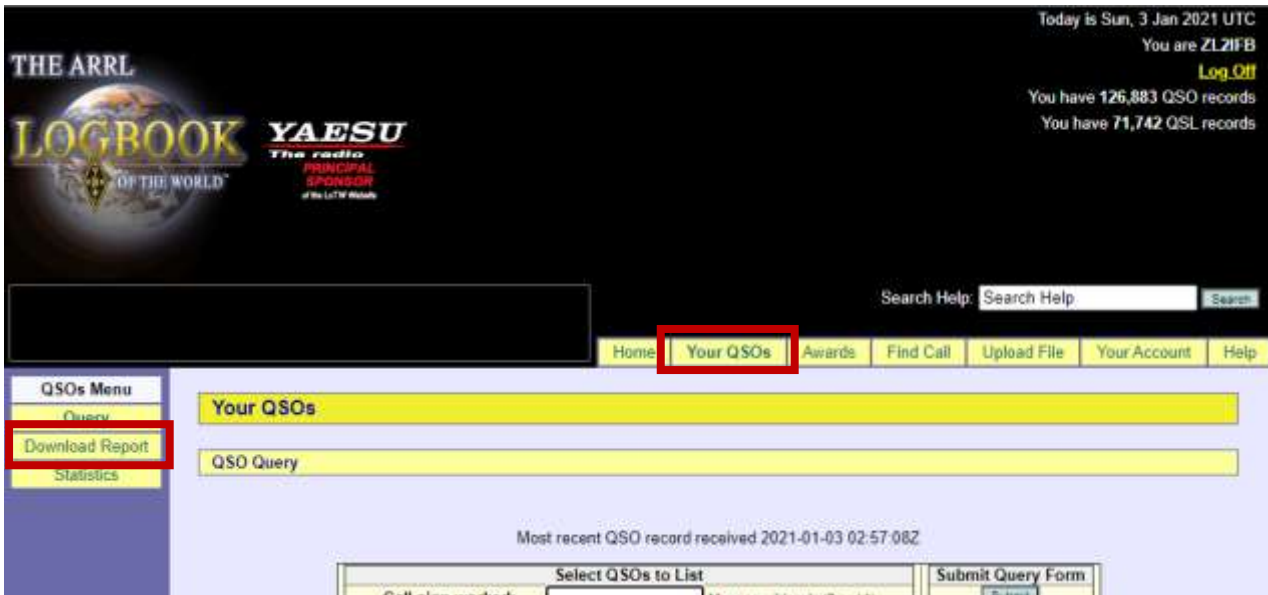 Today is Sun, 3 Jan 2021 UTC
You are ZL2IFB
Log Off
You have 126,883 QSO records
You have 71,742 QSL records
THE ARRL
LOGBOOK
OF THE WORLD
YAESU
The radio
PRINCIPAL
SPONSOR
of the LoTW Website
Search Help: Search Help Search
Home Your QSOs Awards Find Call Upload File Your Account Help
QSOs Menu
Query
Download Report
Statistics
Your QSOs
QSO Query
Most recent QSO record received 2021-01-03 02:57:08Z
Select QSOs to List
Submit Query Form